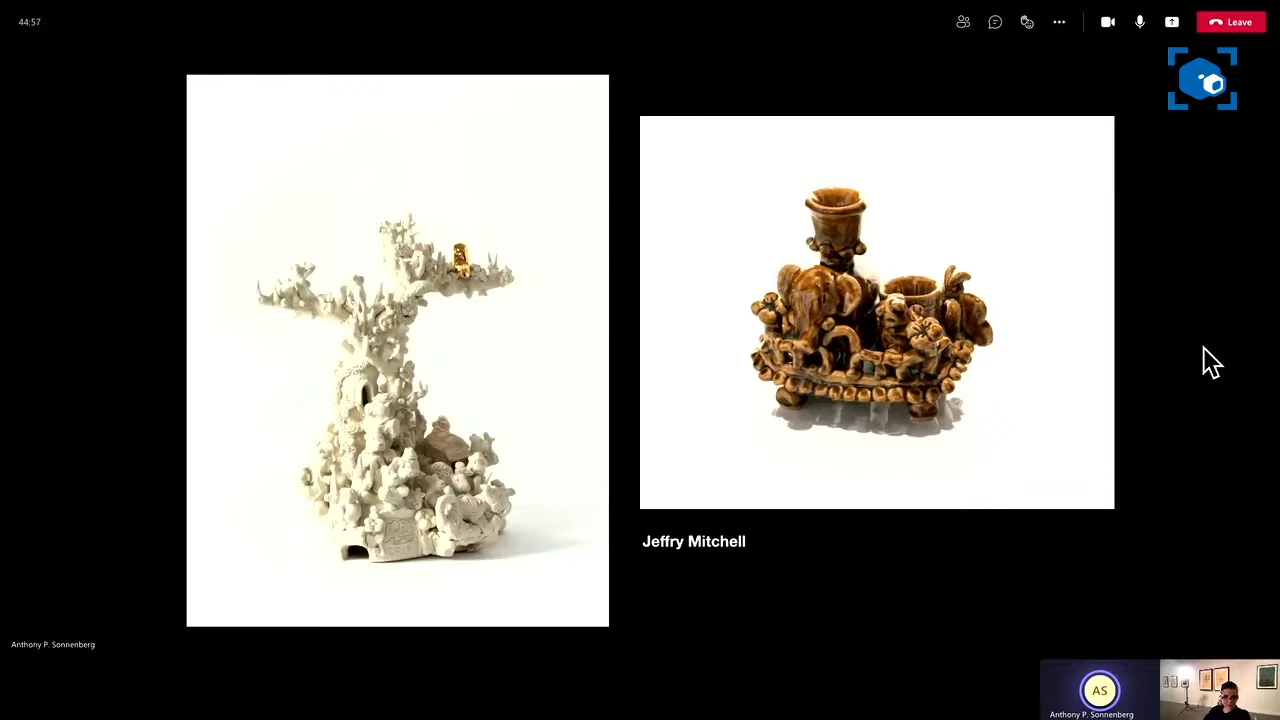 44:57
Leave
Jeffry Mitchell
Anthony P. Sonnenberg
AS
Anthony P. Sonnenberg